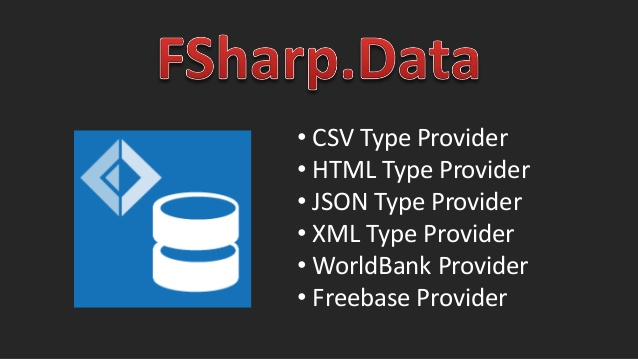 FSharp.Data
• CSV Type Provider
• HTML Type Provider
• JSON Type Provider
• XML Type Provider
• WorldBank Provider
• Freebase Provider